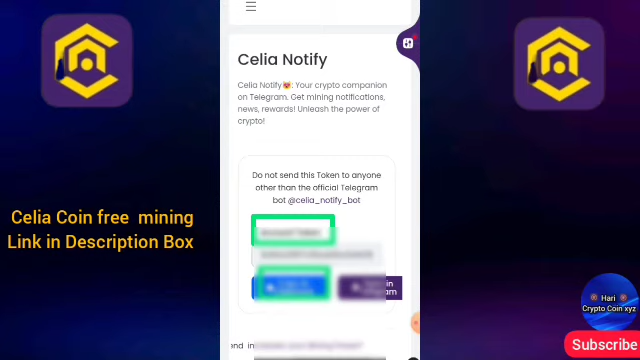 Celia Notify
Celia Notify😻: Your crypto companion
on Telegram. Get mining notifications,
news, rewards! Unleash the power of
crypto!
Do not send this Token to anyone
other than the official Telegram
bot @celia_notify_bot
Celia Coin free mining
Link in Description Box
Hari
Crypto Coin xyz
Subscribe